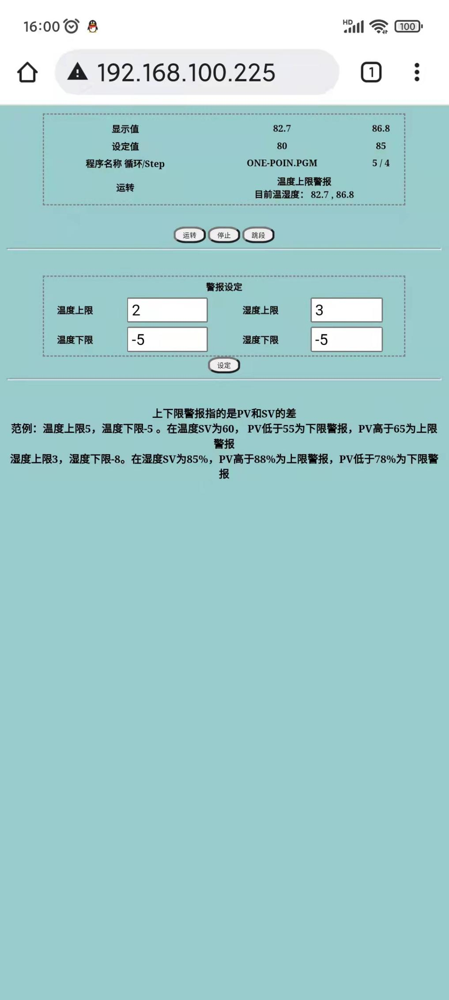 16:00 HD 100
192.168.100.225 1
显示值 82.7 86.8
设定值 80 85
程序名称 循环/Step ONE-POIN.PGM 5 / 4
运转 温度上限警报
目前温湿度： 82.7 , 86.8
运转 停止 跳段
警报设定
温度上限 2 湿度上限 3
温度下限 -5 湿度下限 -5
设定
上下限警报指的是PV和SV的差
范例：温度上限5，温度下限-5 。在温度SV为60， PV低于55为下限警报，PV高于65为上限
警报
湿度上限3，湿度下限-8。在湿度SV为85%，PV高于88%为上限警报，PV低于78%为下限警
报